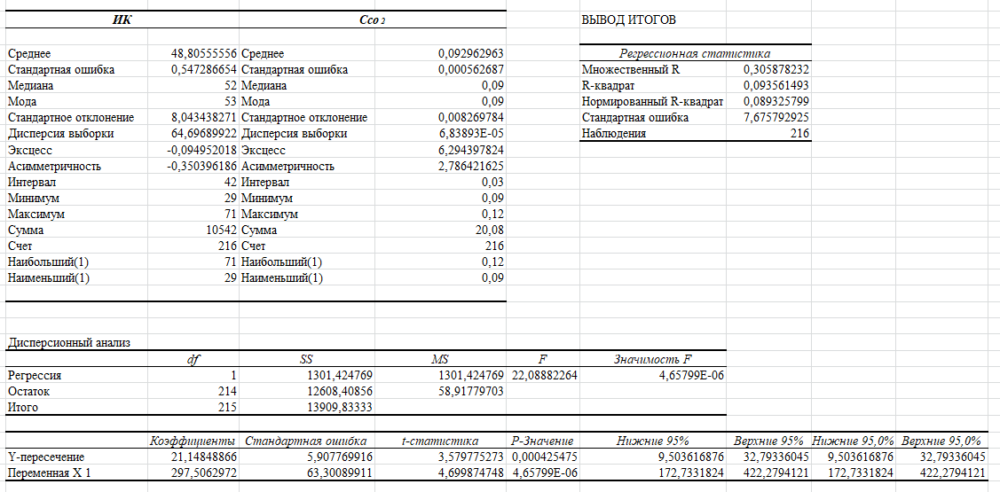 ИК Ссо 2 ВЫВОД ИТОГОВ
Среднее 48,80555556 Среднее 0,092962963 Регрессионная статистика
Стандартная ошибка 0,547286654 Стандартная ошибка 0,000562687 Множественный R 0,305878232
Медиана 52 Медиана 0,09 R-квадрат 0,093561493
Мода 53 Мода 0,09 Нормированный R-квадрат 0,089325799
Стандартное отклонение 8,043438271 Стандартное отклонение 0,008269784 Стандартная ошибка 7,675792925
Дисперсия выборки 64,69689922 Дисперсия выборки 6,83893E-05 Наблюдения 216
Эксцесс -0,094952018 Эксцесс 6,294397824
Асимметричность -0,350396186 Асимметричность 2,786421625
Интервал 42 Интервал 0,03
Минимум 29 Минимум 0,09
Максимум 71 Максимум 0,12
Сумма 10542 Сумма 20,08
Счет 216 Счет 216
Наибольший(1) 71 Наибольший(1) 0,12
Наименьший(1) 29 Наименьший(1) 0,09
Дисперсионный анализ
df SS MS F Значимость F
Регрессия 1 1301,424769 1301,424769 22,08882264 4,65799E-06
Остаток 214 12608,40856 58,91779703
Итого 215 13909,83333
Коэффициенты Стандартная ошибка t-статистика P-Значение Нижние 95% Верхние 95% Нижние 95,0% Верхние 95,0%
Y-пересечение 21,14848866 5,907769916 3,579775273 0,000425475 9,503616876 32,79336045 9,503616876 32,79336045
Переменная X 1 297,5062972 63,30089911 4,699874748 4,65799E-06 172,7331824 422,2794121 172,7331824 422,2794121